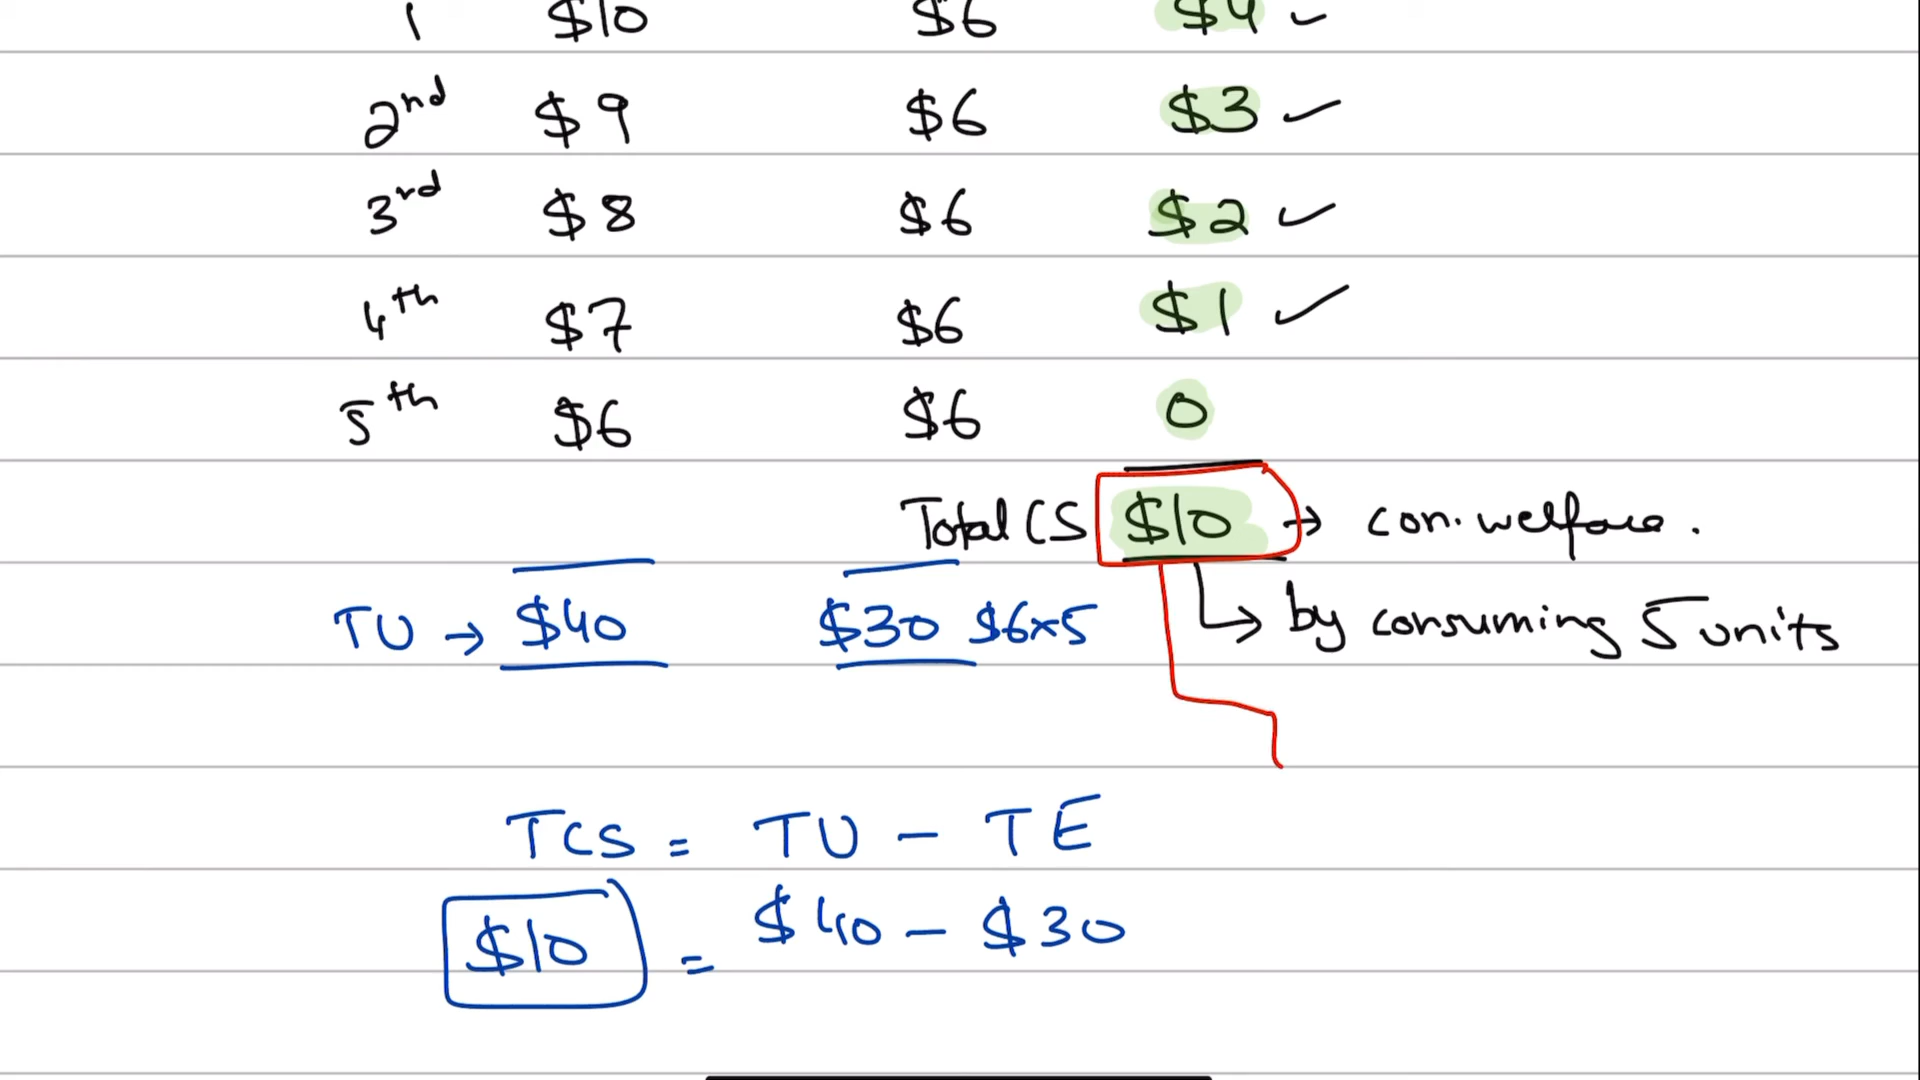 1 $10 $6 $4 ✓
2nd $9 $6 $3 ✓
3rd $8 $6 $2 ✓
4th $7 $6 $1 ✓
5th $6 $6 0
Total CS $10 → con. welfare.
TU → $40 $30 $6x5 ↳ by consuming 5 units
TCS = TU - TE
$10 = $40 - $30